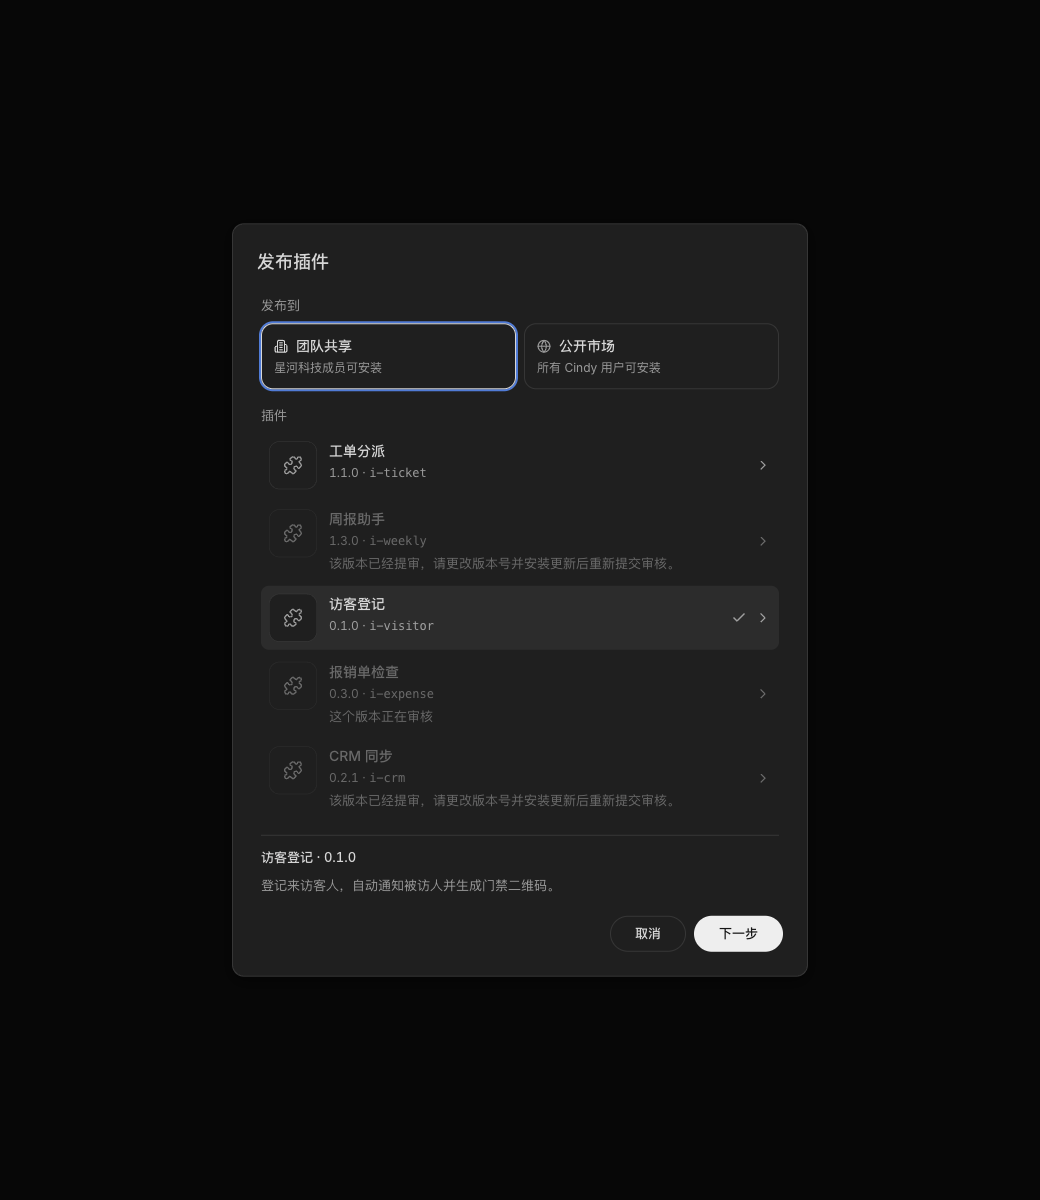 发布插件
发布到
团队共享
星河科技成员可安装
公开市场
所有 Cindy 用户可安装
插件
工单分派
1.1.0 · i-ticket
周报助手
1.3.0 · i-weekly
该版本已经提审，请更改版本号并安装更新后重新提交审核。
访客登记
0.1.0 · i-visitor
报销单检查
0.3.0 · i-expense
这个版本正在审核
CRM 同步
0.2.1 · i-crm
该版本已经提审，请更改版本号并安装更新后重新提交审核。
访客登记 · 0.1.0
登记来访客人，自动通知被访人并生成门禁二维码。
取消
下一步